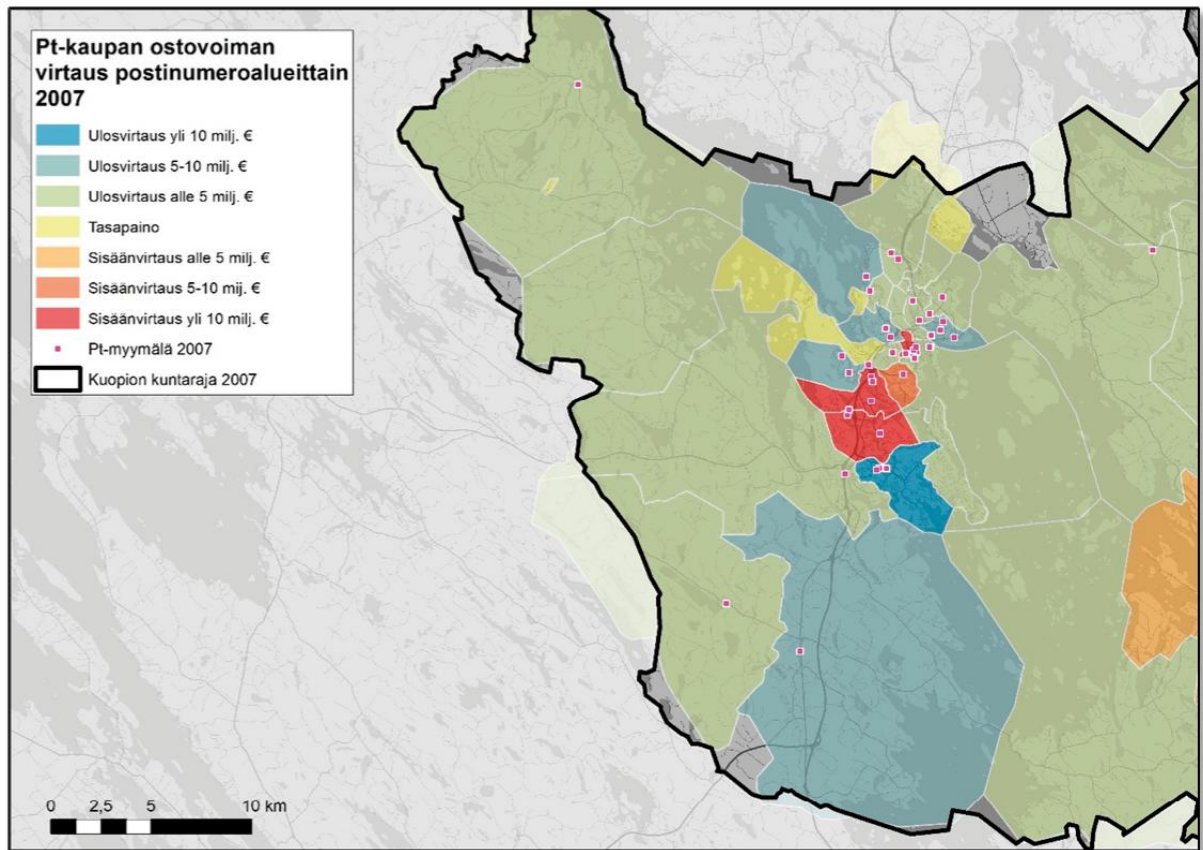 Pt-kaupan ostovoiman
virtaus postinumeroalueittain
2007
Ulosvirtaus yli 10 milj. €
Ulosvirtaus 5-10 milj. €
Ulosvirtaus alle 5 milj. €
Tasapaino
Sisäänvirtaus alle 5 milj. €
Sisäänvirtaus 5-10 mij. €
Sisäänvirtaus yli 10 milj. €
Pt-myymälä 2007
Kuopion kuntaraja 2007
0 2,5 5 10 km